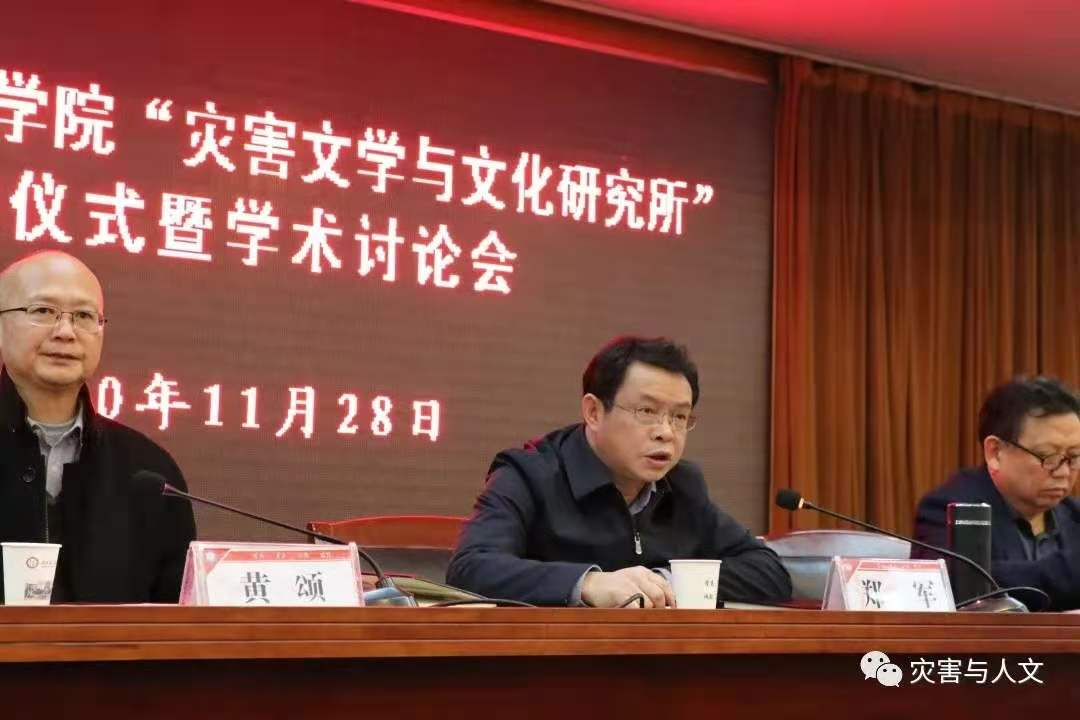 学院“灾害文学与文化研究所”
仪式暨学术讨论会
0年11月28日
黄颂
郑军
灾害与人文